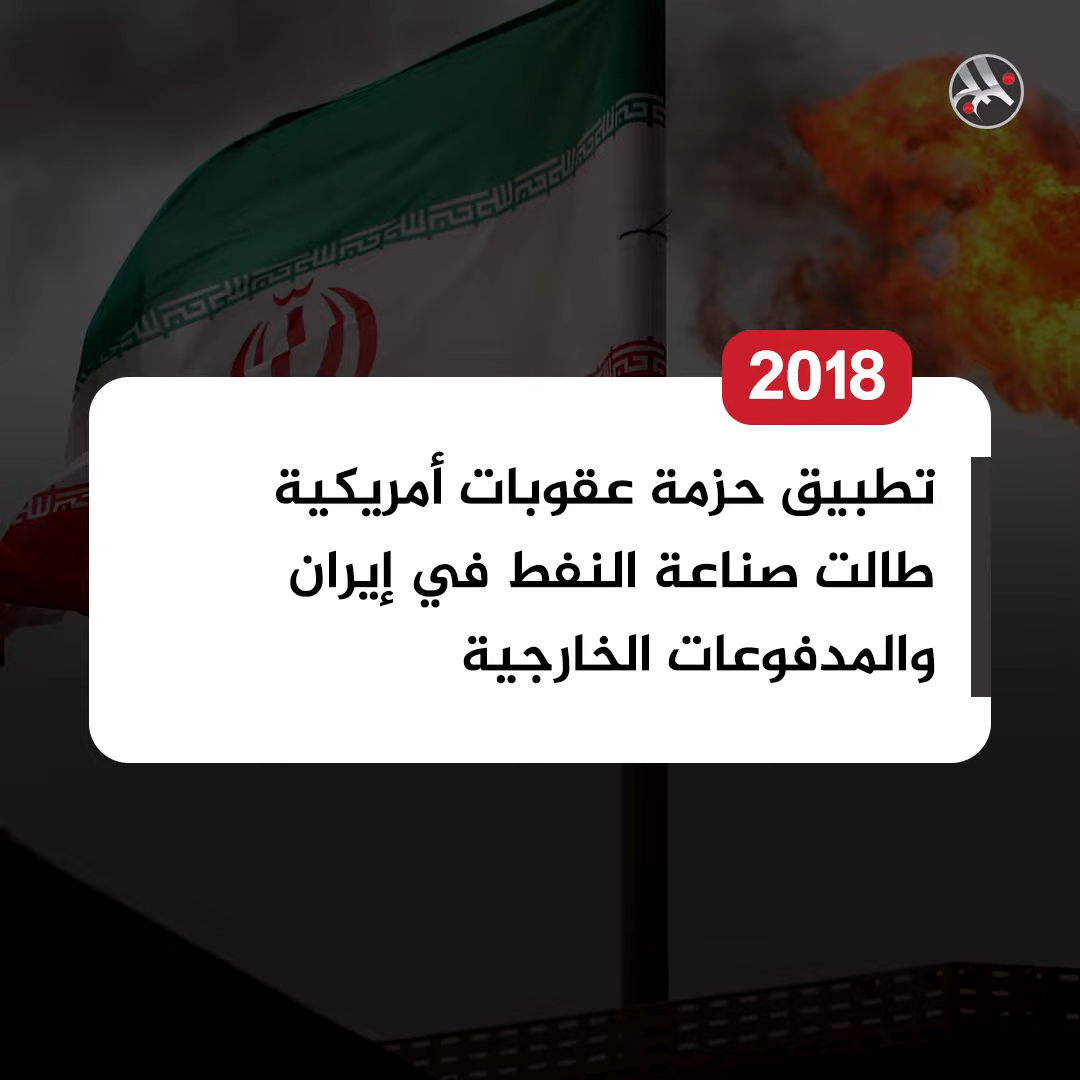 2018
تطبيق حزمة عقوبات أمريكية
طالت صناعة النفط في إيران
والمدفوعات الخارجية